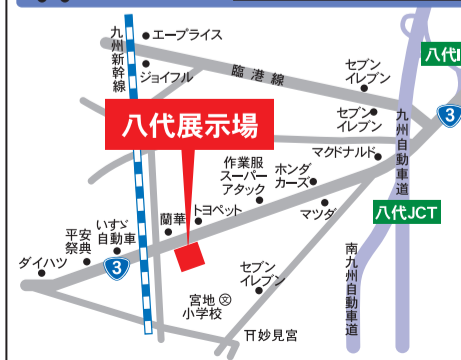 九州新幹線
エープライス
ジョイフル
臨港線
セブン
イレブン
セブン
イレブン
八代I
3
九州自動車道
八代展示場
作業服
スーパー
アタック
ホンダ
カーズ
マクドナルド
マツダ
八代JCT
蘭華
トヨペット
いすゞ
自動車
平安
祭典
ダイハツ
3
宮地
小学校
文
セブン
イレブン
妙見宮
南九州自動車道